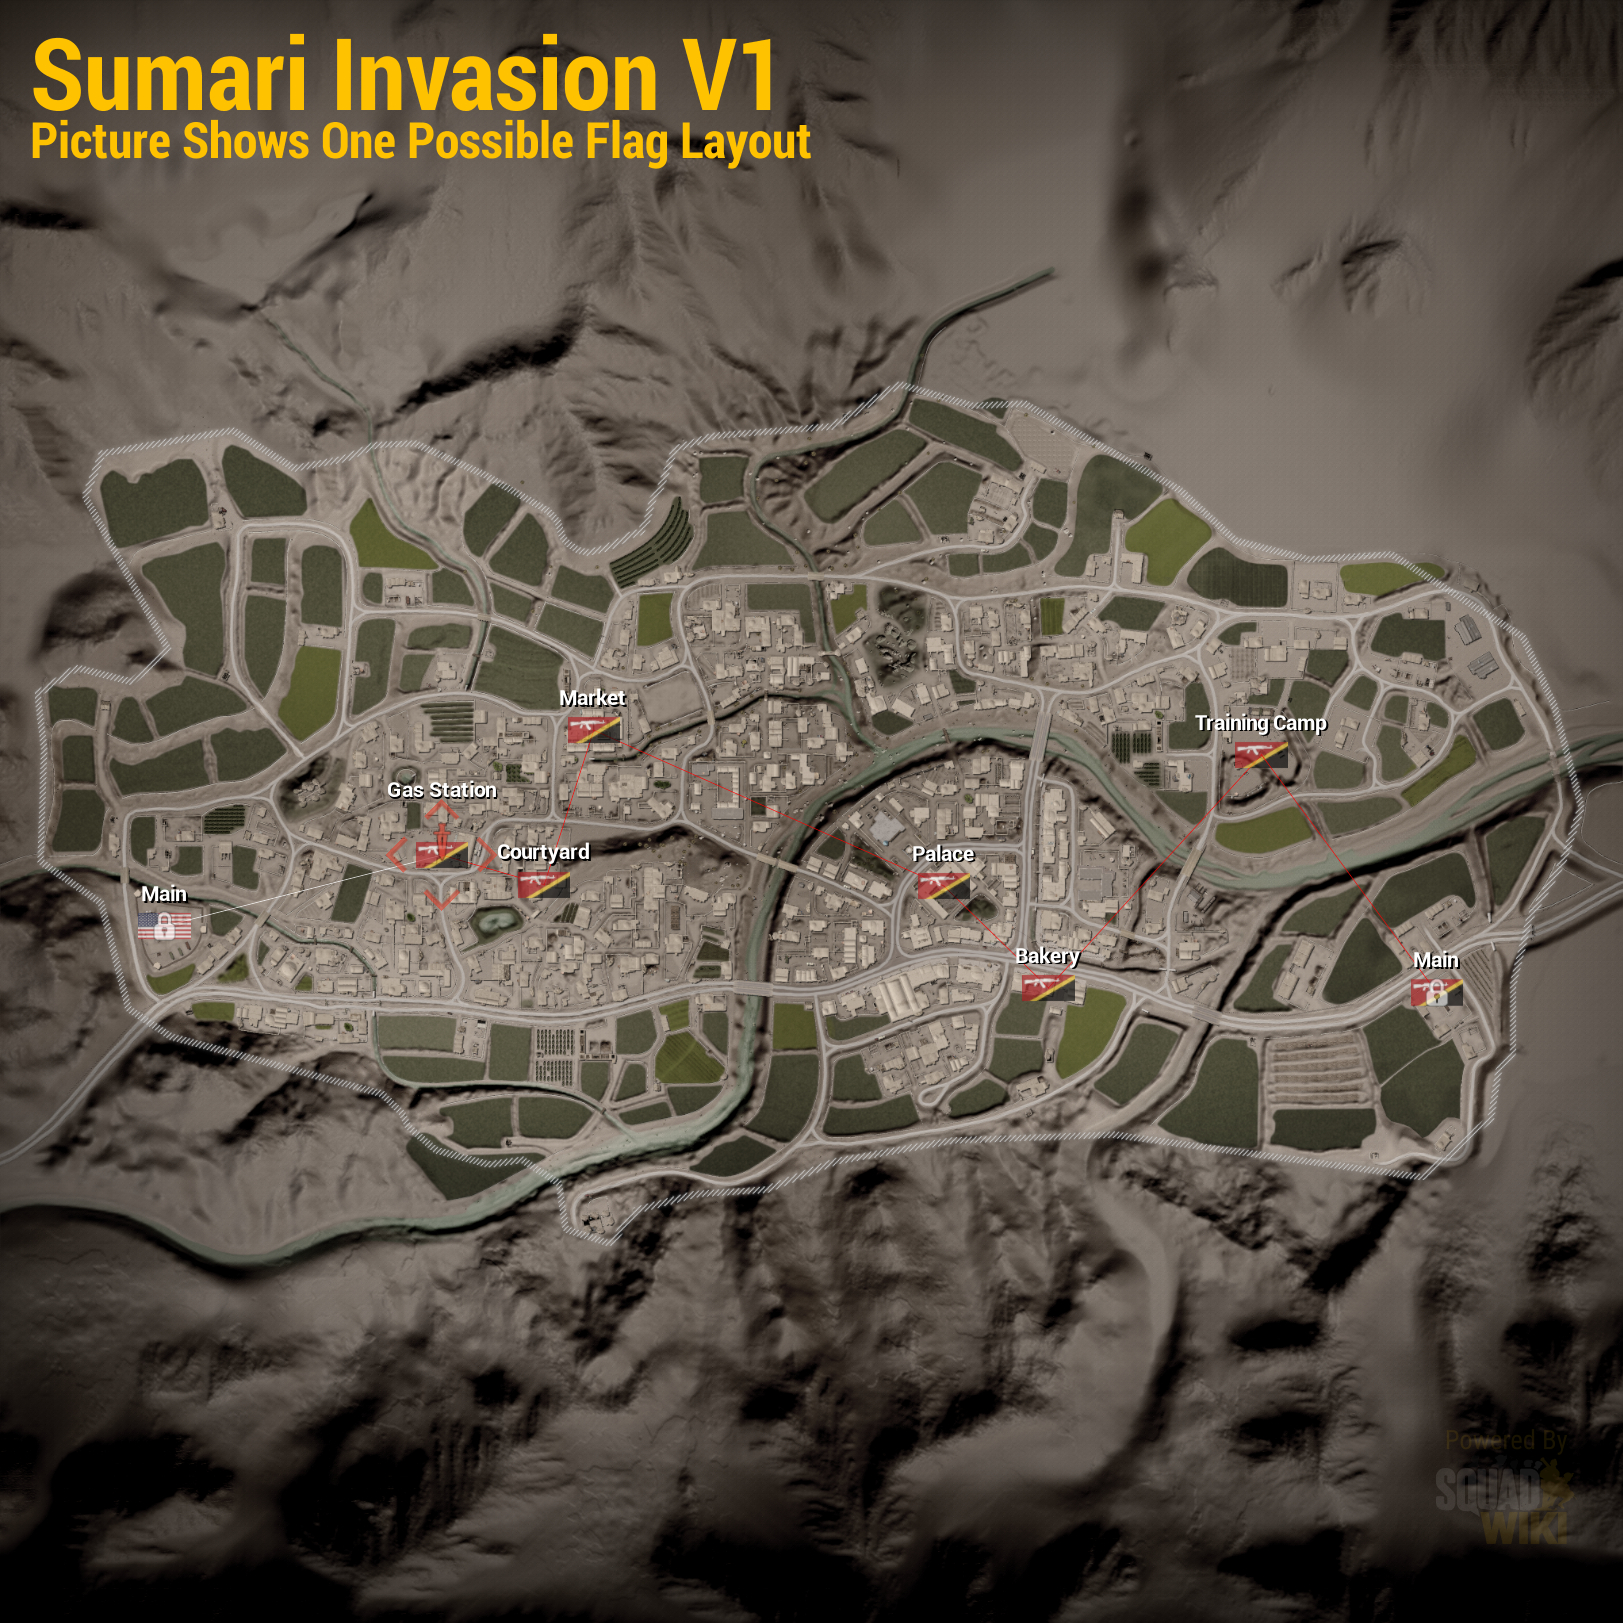 Sumari Invasion V1
Picture Shows One Possible Flag Layout
Market
Training Camp
Gas Station
Courtyard
Palace
Main
Bakery
Main
Powered By
SQUAD
WIKI